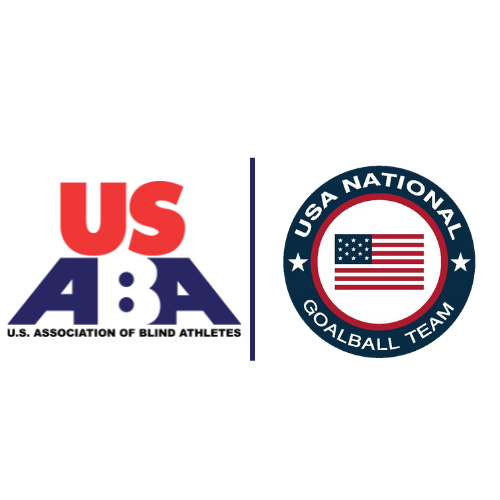 US
ABA
U.S. ASSOCIATION OF BLIND ATHLETES
USA NATIONAL
GOALBALL TEAM